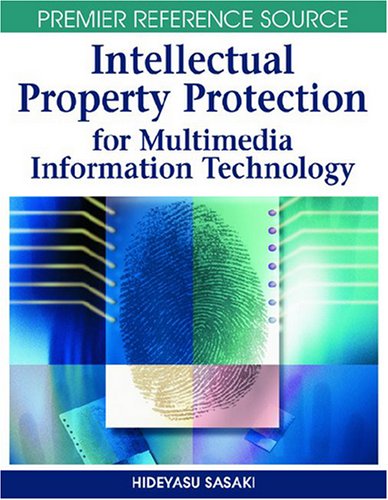 PREMIER REFERENCE SOURCE
Intellectual
Property Protection
for Multimedia
Information Technology
HIDEYASU SASAKI